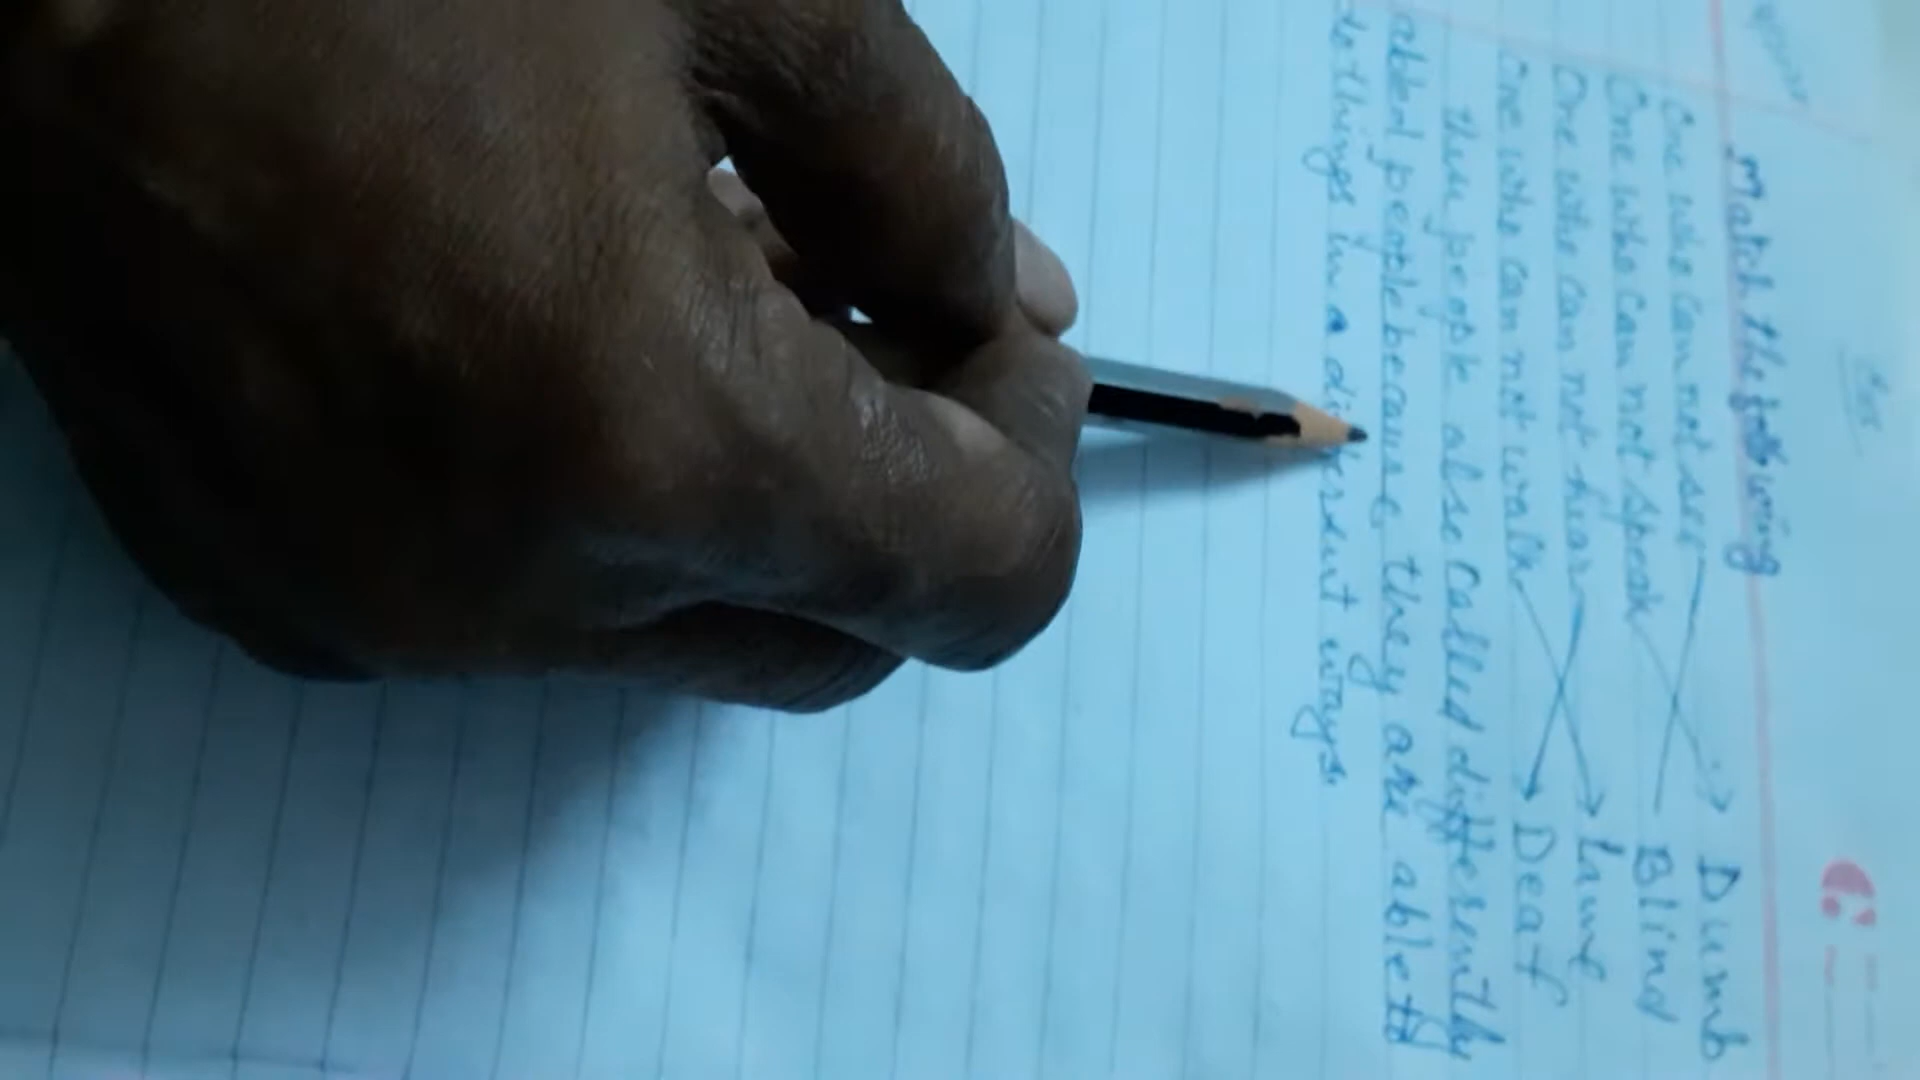 Match the following
One who can not see Dumb
One who can not speak Blind
One who can not hear Lame
One who can not walk Deaf
then people also called differently
abled people because they are able to
do things in a different ways.